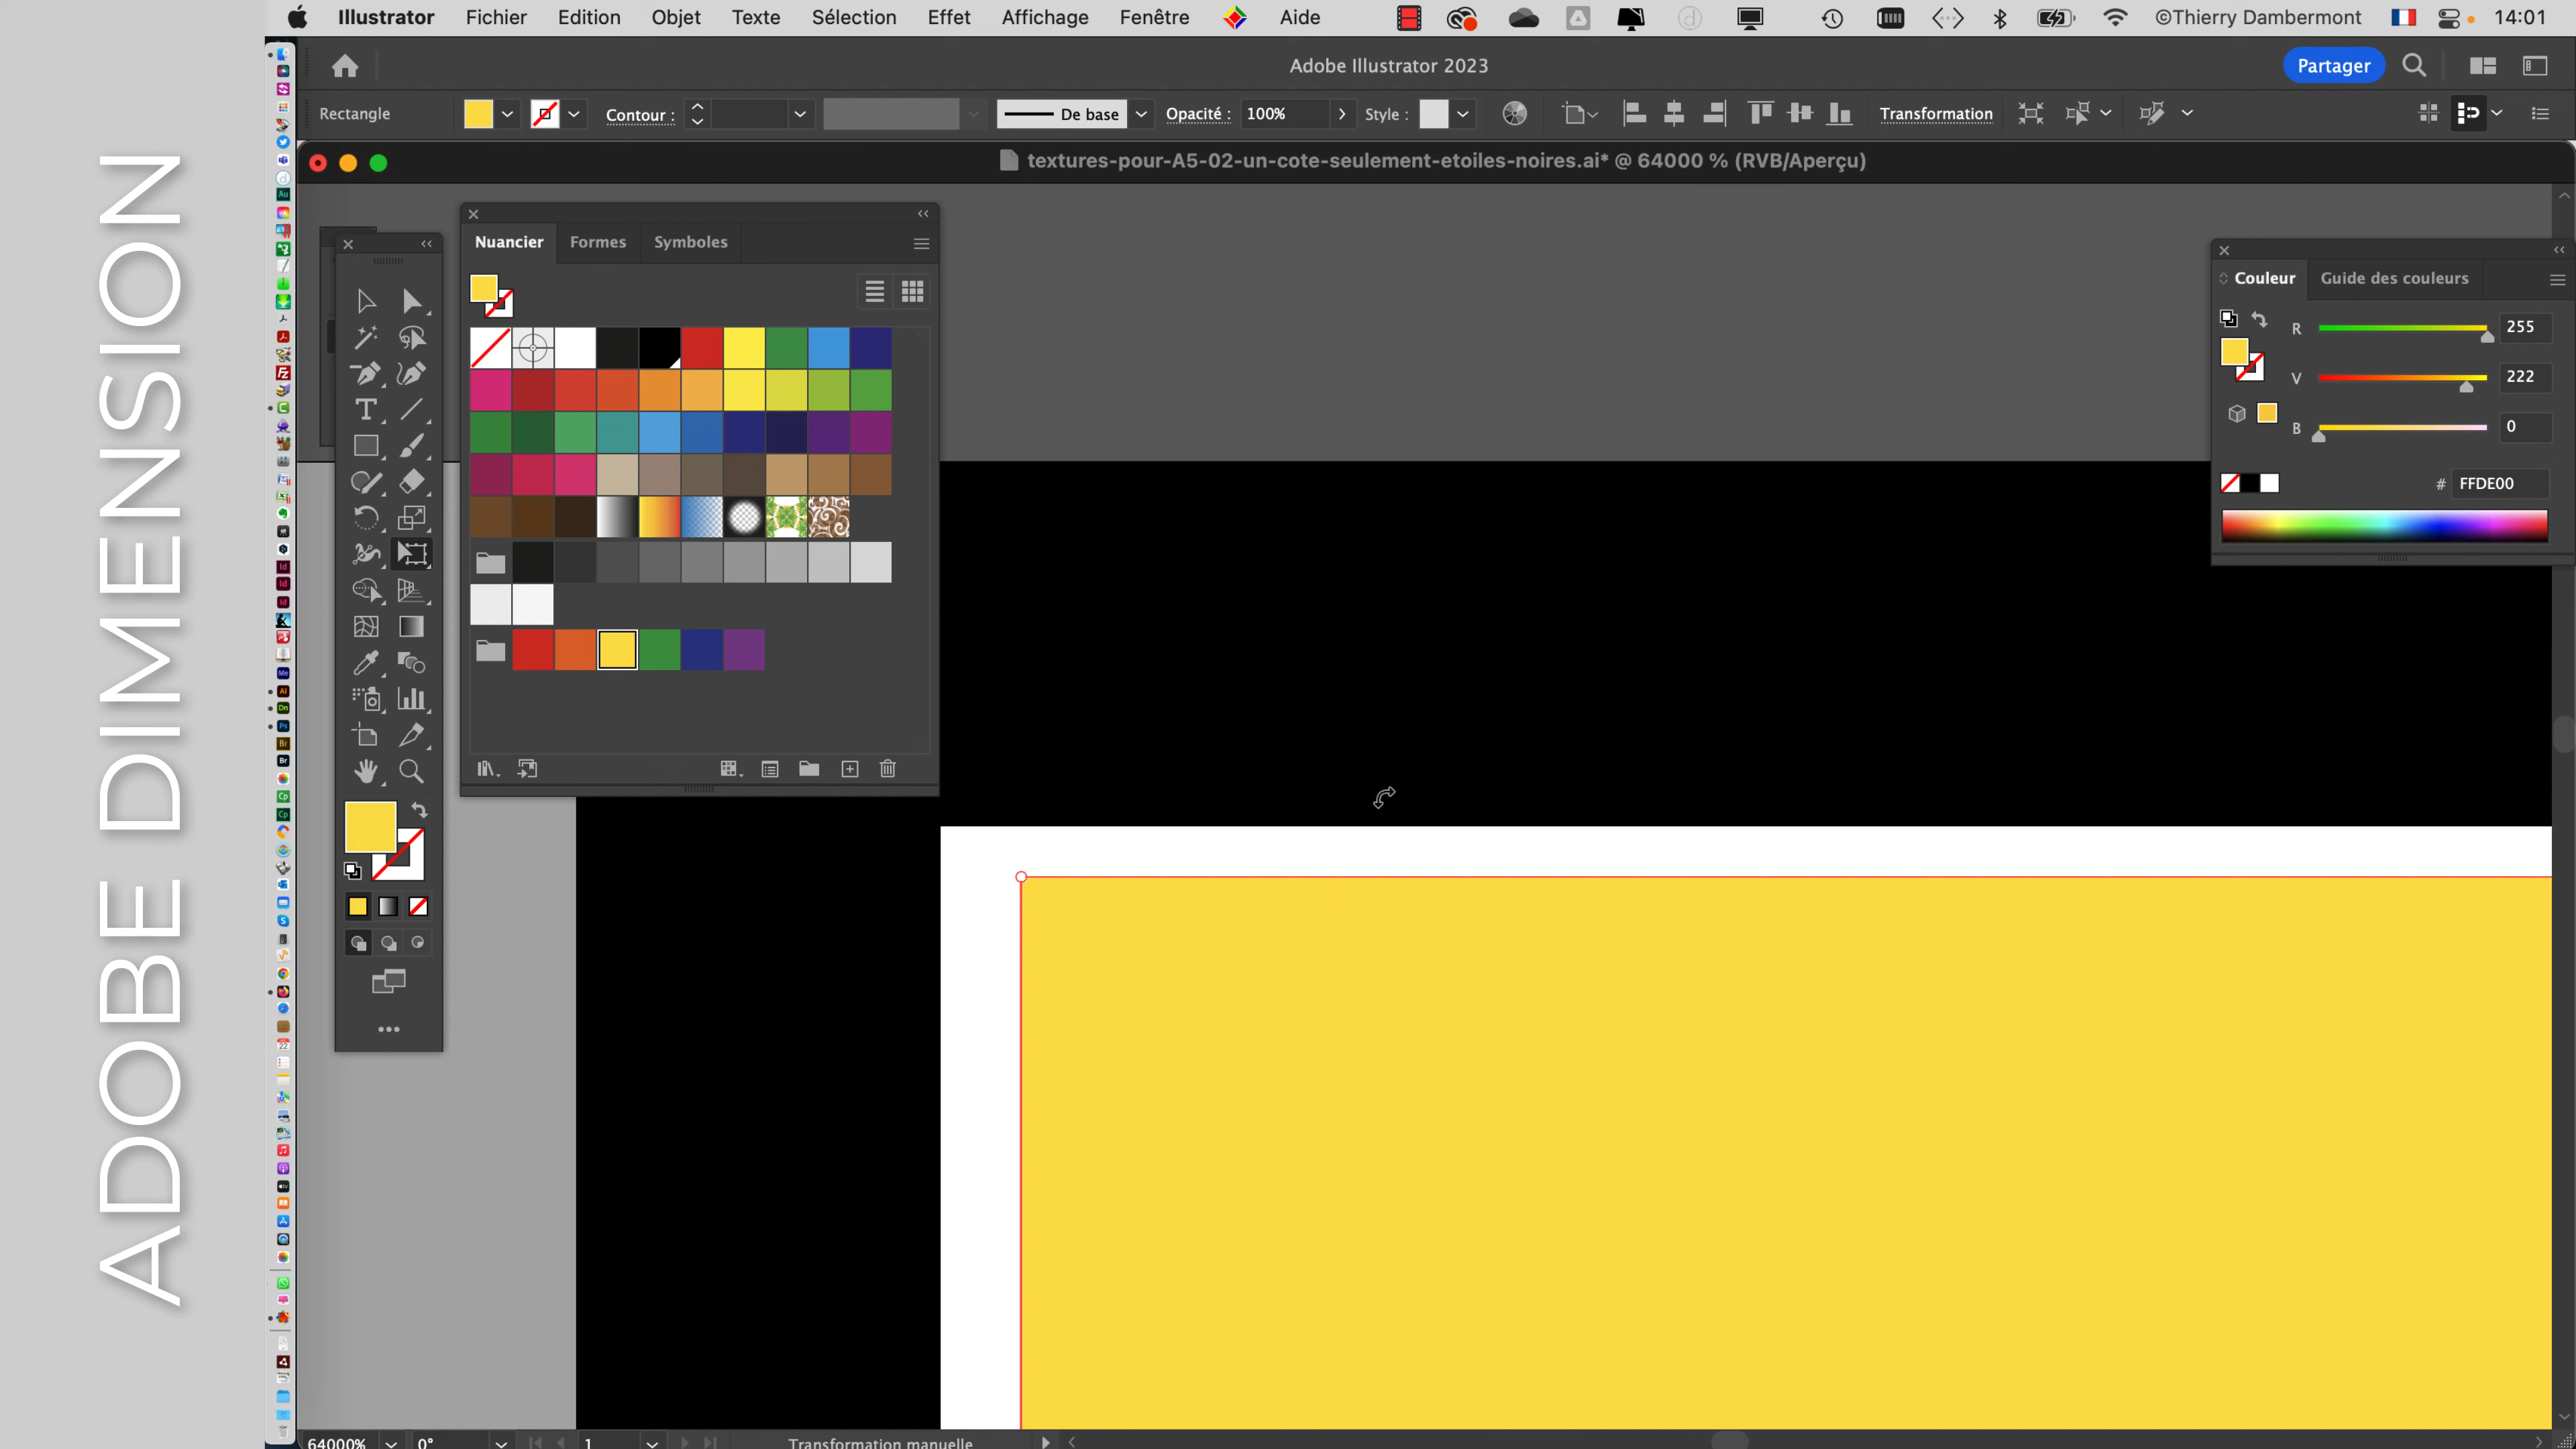 ADOBE DIMENSION
Illustrator Fichier Edition Objet Texte Sélection Effet Affichage Fenêtre Aide ©Thierry Dambermont 14:01
Adobe Illustrator 2023
Partager
Rectangle Contour : De base Opacité : 100% Style : Transformation
textures-pour-A5-02-un-cote-seulement-etoiles-noires.ai* @ 64000 % (RVB/Aperçu)
Nuancier Formes Symboles
Couleur Guide des couleurs
R 255
V 222
B 0
# FFDE00
64000% 0° 1 Transformation manuelle